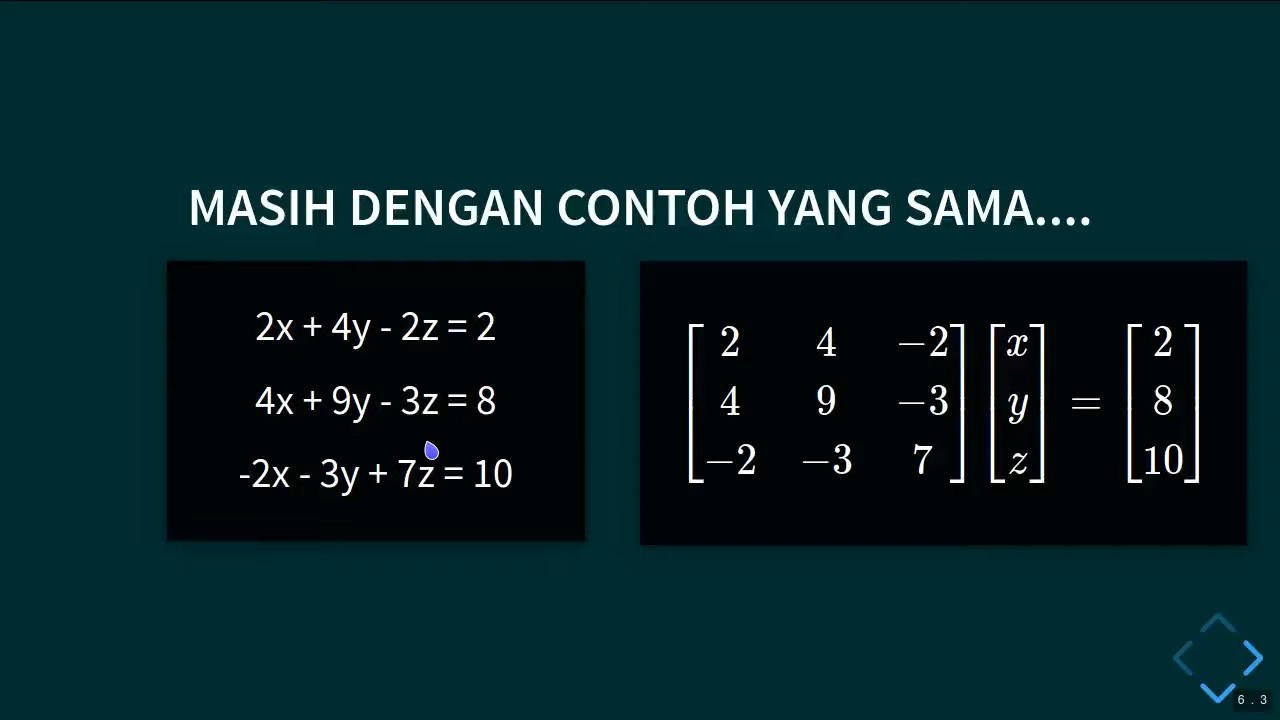 MASIH DENGAN CONTOH YANG SAMA....
2x + 4y - 2z = 2
4x + 9y - 3z = 8
-2x - 3y + 7z = 10
2 4 −2 x 2
4 9 −3 y = 8
−2 −3 7 z 10
6 . 3